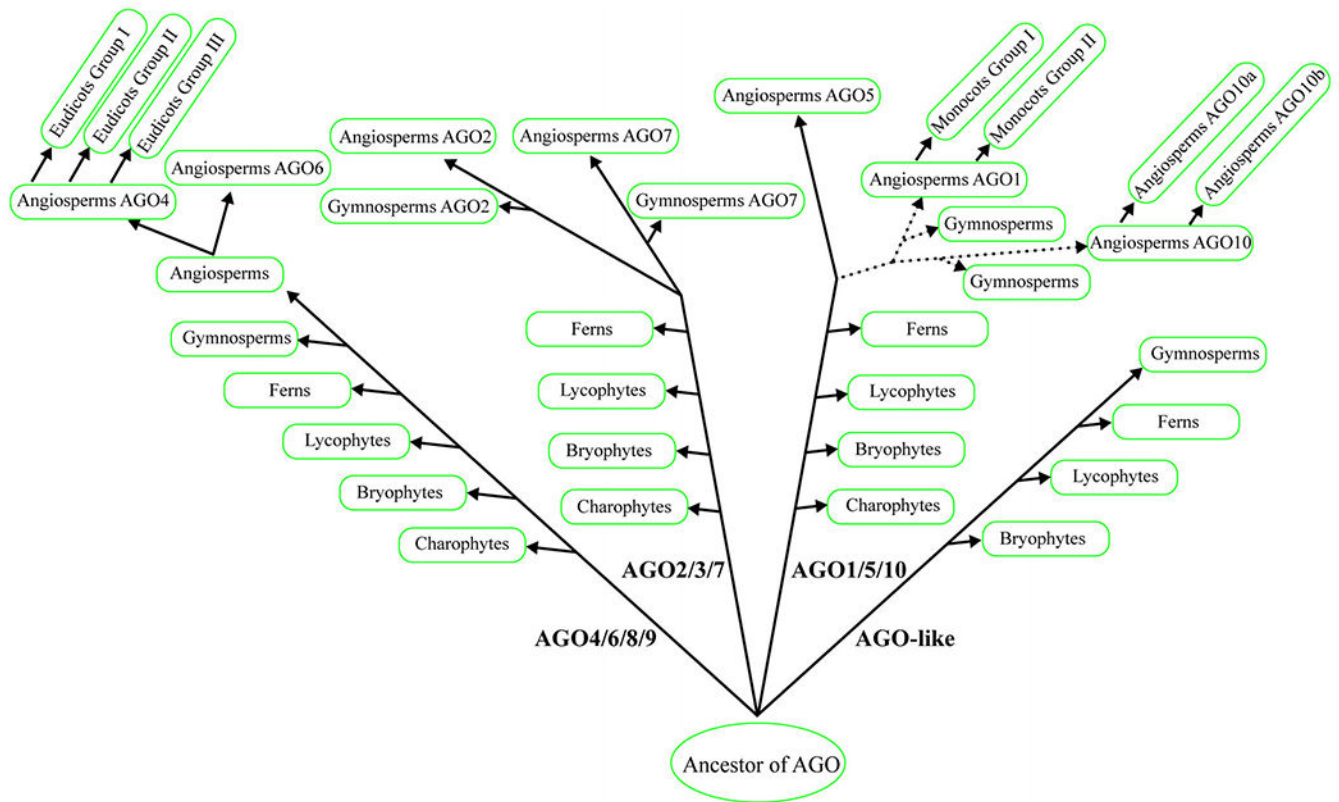 Eudicots Group I
Eudicots Group II
Eudicots Group III
Angiosperms AGO4
Angiosperms AGO6
Angiosperms
Gymnosperms
Ferns
Lycophytes
Bryophytes
Charophytes
AGO4/6/8/9
Angiosperms AGO2
Gymnosperms AGO2
Angiosperms AGO7
Gymnosperms AGO7
Ferns
Lycophytes
Bryophytes
Charophytes
AGO2/3/7
Angiosperms AGO5
Monocots Group I
Monocots Group II
Angiosperms AGO1
Gymnosperms
Gymnosperms
Angiosperms AGO10a
Angiosperms AGO10b
Angiosperms AGO10
Ferns
Lycophytes
Bryophytes
Charophytes
AGO1/5/10
Gymnosperms
Ferns
Lycophytes
Bryophytes
AGO-like
Ancestor of AGO